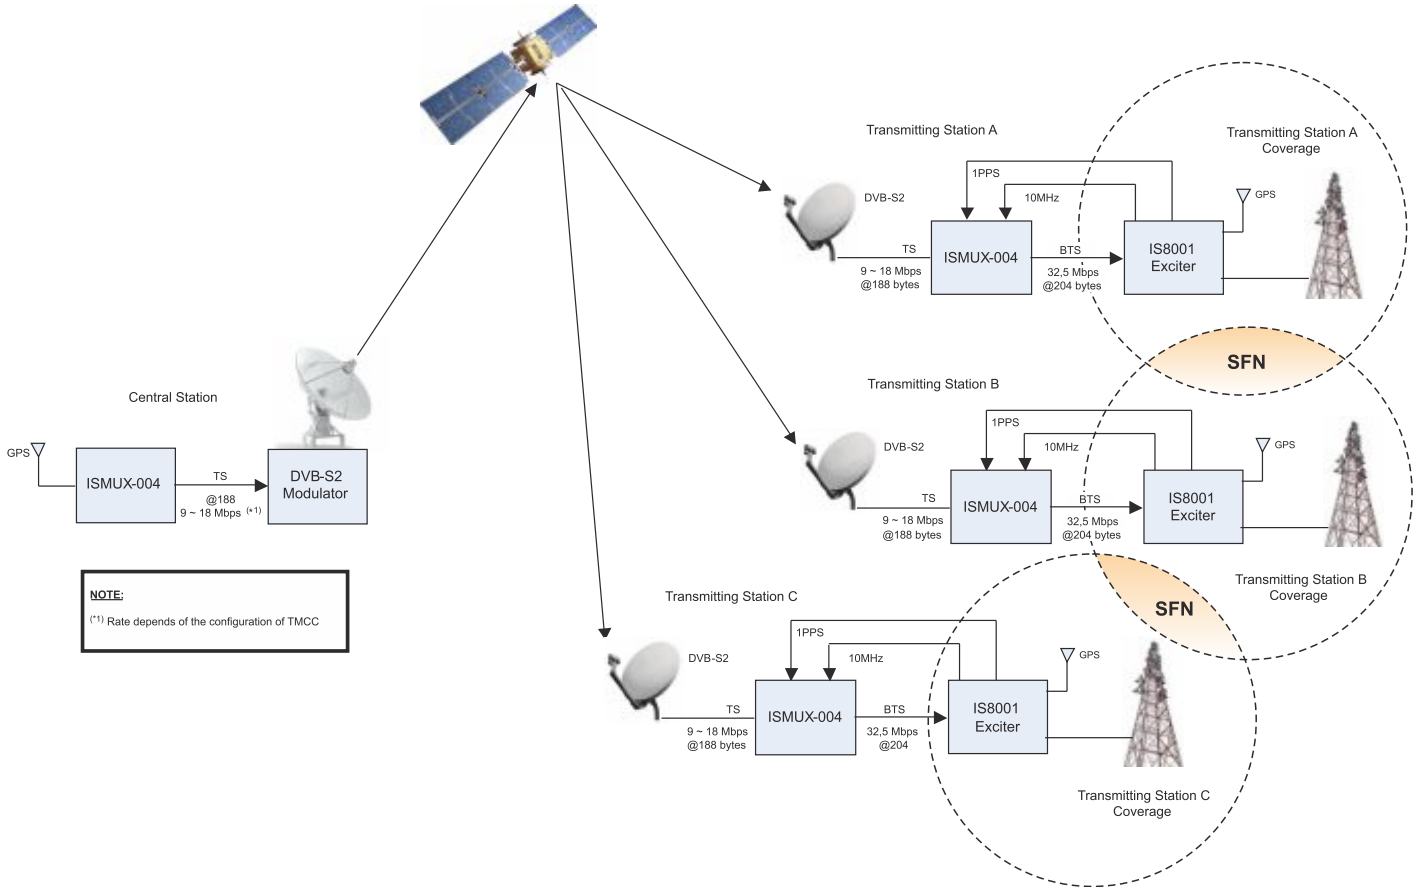 Transmitting Station A
Transmitting Station A
Coverage
1PPS
10MHz
DVB-S2
GPS
TS
ISMUX-004
BTS
IS8001
Exciter
9 ~ 18 Mbps
@188 bytes
32,5 Mbps
@204 bytes
SFN
Central Station
GPS
ISMUX-004
TS
@188
9 ~ 18 Mbps (*1)
DVB-S2
Modulator
NOTE:
(*1) Rate depends of the configuration of TMCC
Transmitting Station B
1PPS
10MHz
DVB-S2
GPS
TS
ISMUX-004
BTS
IS8001
Exciter
9 ~ 18 Mbps
@188 bytes
32,5 Mbps
@204 bytes
Transmitting Station B
Coverage
SFN
Transmitting Station C
1PPS
10MHz
DVB-S2
GPS
TS
ISMUX-004
BTS
IS8001
Exciter
9 ~ 18 Mbps
@188 bytes
32,5 Mbps
@204
Transmitting Station C
Coverage